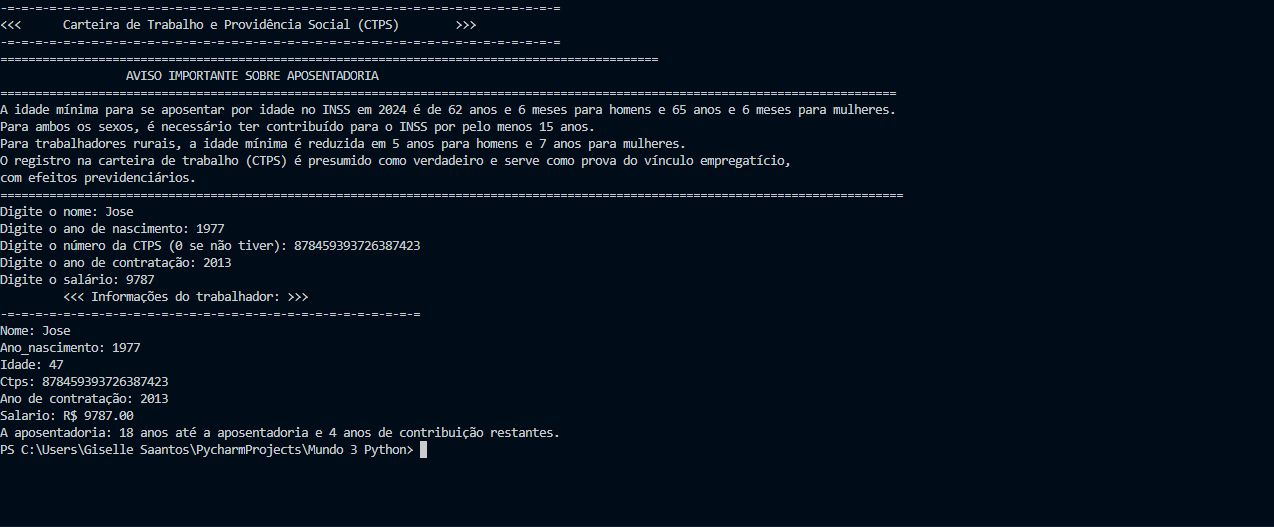 -=-=-=-=-=-=-=-=-=-=-=-=-=-=-=-=-=-=-=-=-=-=-=-=-=-=-=-=-=-=-=-=-=-=-=-=-=-=-=-=
<<<      Carteira de Trabalho e Providência Social (CTPS)        >>>
-=-=-=-=-=-=-=-=-=-=-=-=-=-=-=-=-=-=-=-=-=-=-=-=-=-=-=-=-=-=-=-=-=-=-=-=-=-=-=-=
==============================================================================================
                  AVISO IMPORTANTE SOBRE APOSENTADORIA
================================================================================================================================
A idade mínima para se aposentar por idade no INSS em 2024 é de 62 anos e 6 meses para homens e 65 anos e 6 meses para mulheres.
Para ambos os sexos, é necessário ter contribuído para o INSS por pelo menos 15 anos.
Para trabalhadores rurais, a idade mínima é reduzida em 5 anos para homens e 7 anos para mulheres.
O registro na carteira de trabalho (CTPS) é presumido como verdadeiro e serve como prova do vínculo empregatício,
com efeitos previdenciários.
=================================================================================================================================
Digite o nome: Jose
Digite o ano de nascimento: 1977
Digite o número da CTPS (0 se não tiver): 878459393726387423
Digite o ano de contratação: 2013
Digite o salário: 9787
         <<< Informações do trabalhador: >>>
-=-=-=-=-=-=-=-=-=-=-=-=-=-=-=-=-=-=-=-=-=-=-=-=-=-=-=-=-=-=
Nome: Jose
Ano_nascimento: 1977
Idade: 47
Ctps: 878459393726387423
Ano de contratação: 2013
Salario: R$ 9787.00
A aposentadoria: 18 anos até a aposentadoria e 4 anos de contribuição restantes.
PS C:\Users\Giselle Saantos\PycharmProjects\Mundo 3 Python>